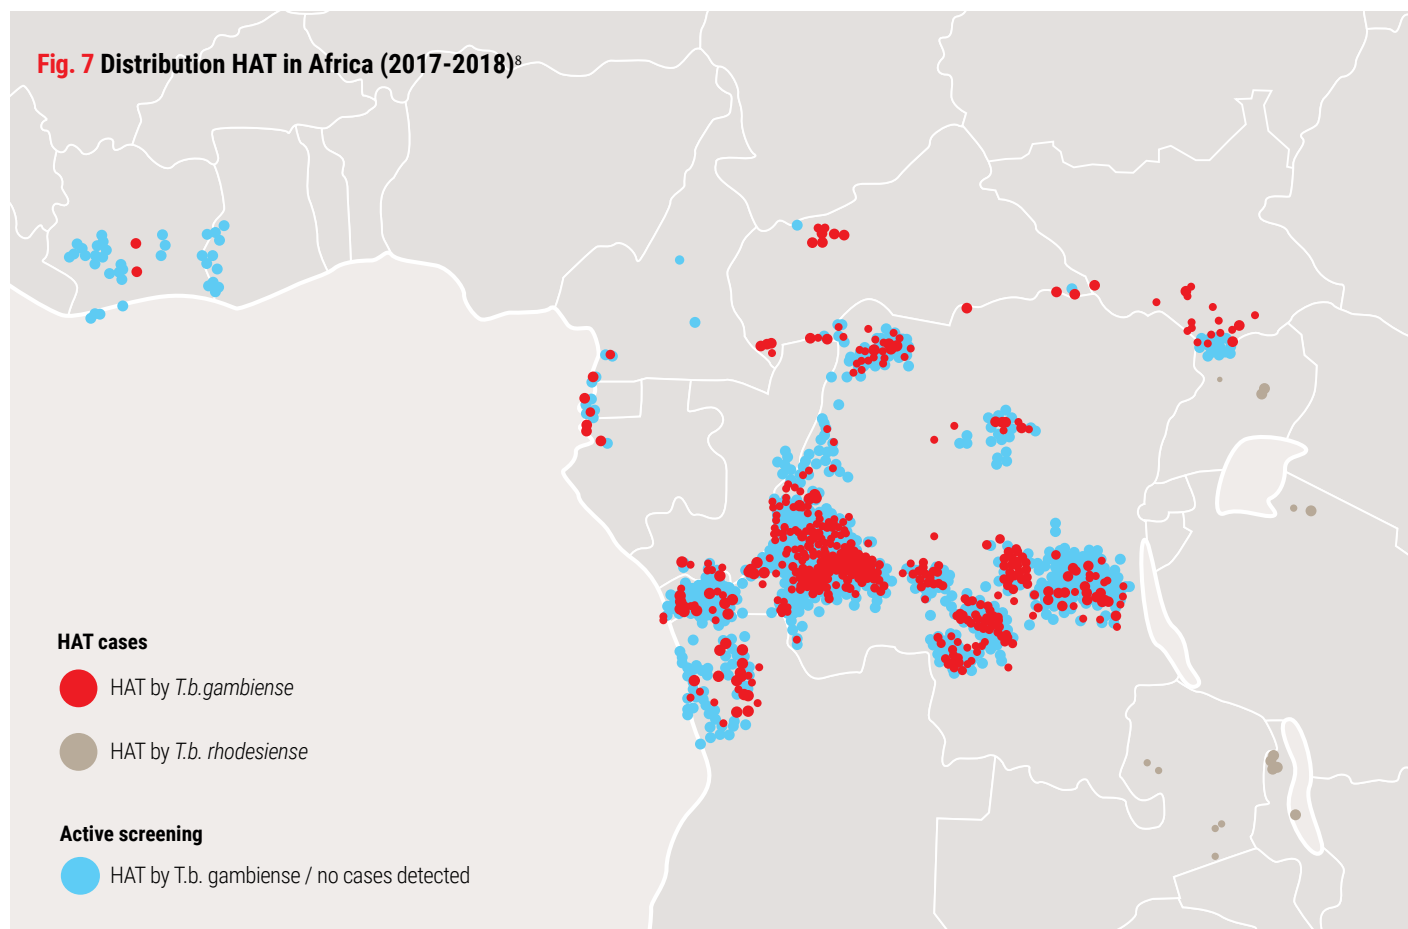 Fig. 7 Distribution HAT in Africa (2017-2018)⁸
HAT cases
HAT by T.b.gambiense
HAT by T.b. rhodesiense
Active screening
HAT by T.b. gambiense / no cases detected